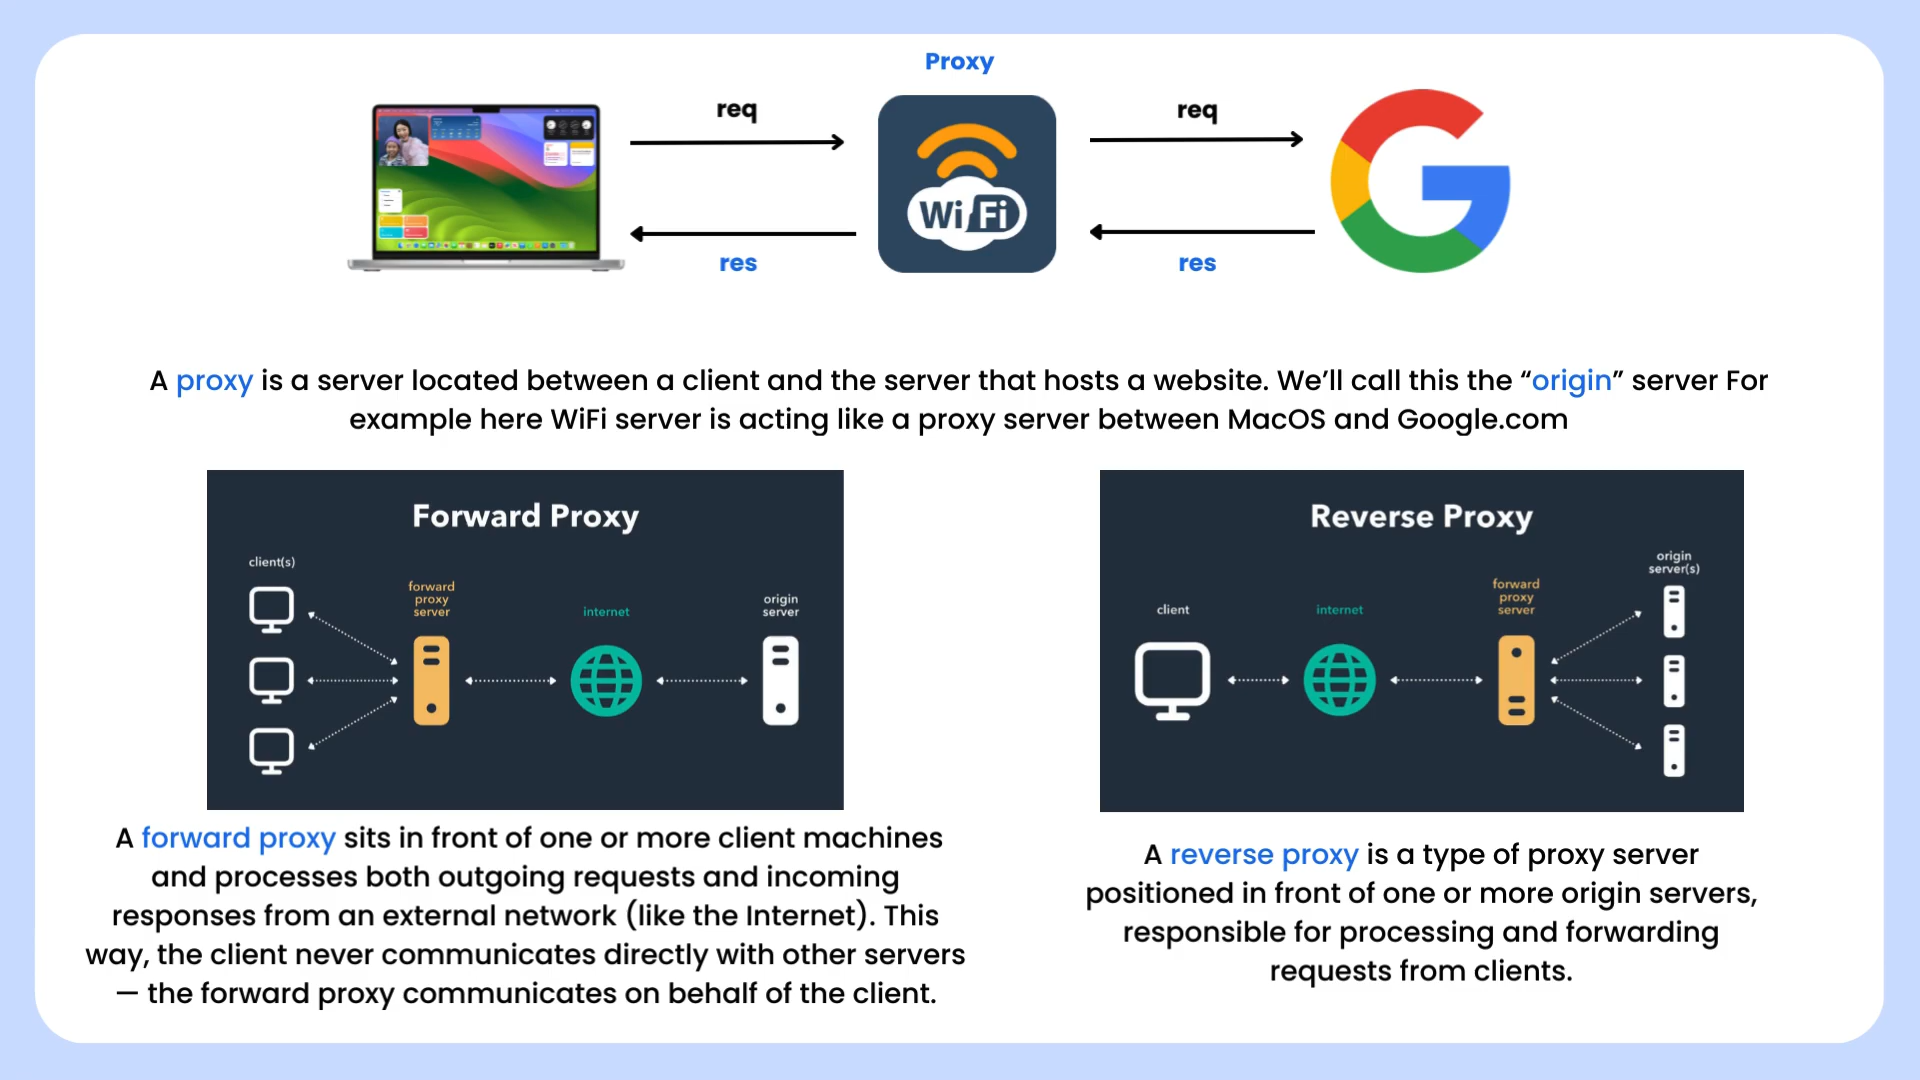 Proxy
req
req
WiFi
res
res
A proxy is a server located between a client and the server that hosts a website. We’ll call this the “origin” server For
example here WiFi server is acting like a proxy server between MacOS and Google.com
Forward Proxy
client(s)
forward
proxy
server
internet
origin
server
A forward proxy sits in front of one or more client machines
and processes both outgoing requests and incoming
responses from an external network (like the Internet). This
way, the client never communicates directly with other servers
— the forward proxy communicates on behalf of the client.
Reverse Proxy
client
internet
forward
proxy
server
origin
server(s)
A reverse proxy is a type of proxy server
positioned in front of one or more origin servers,
responsible for processing and forwarding
requests from clients.